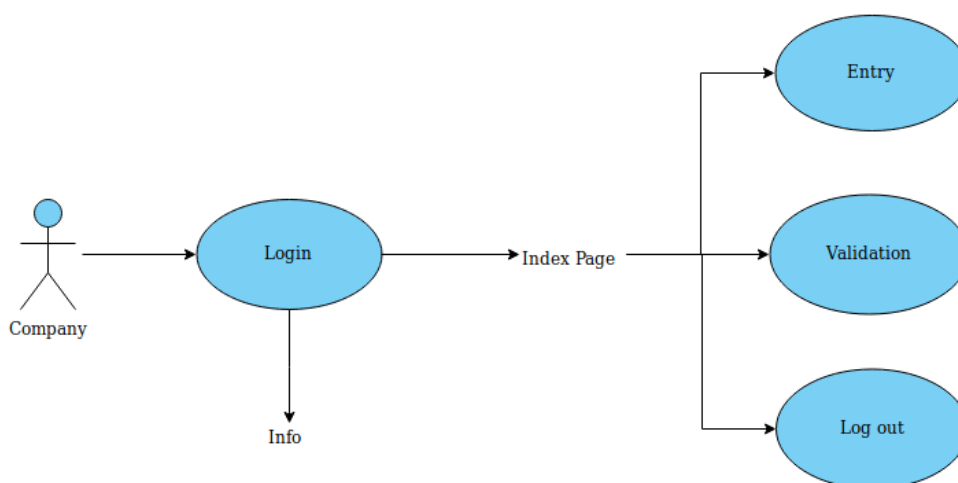 Entry
Login
Index Page
Validation
Company
Info
Log out